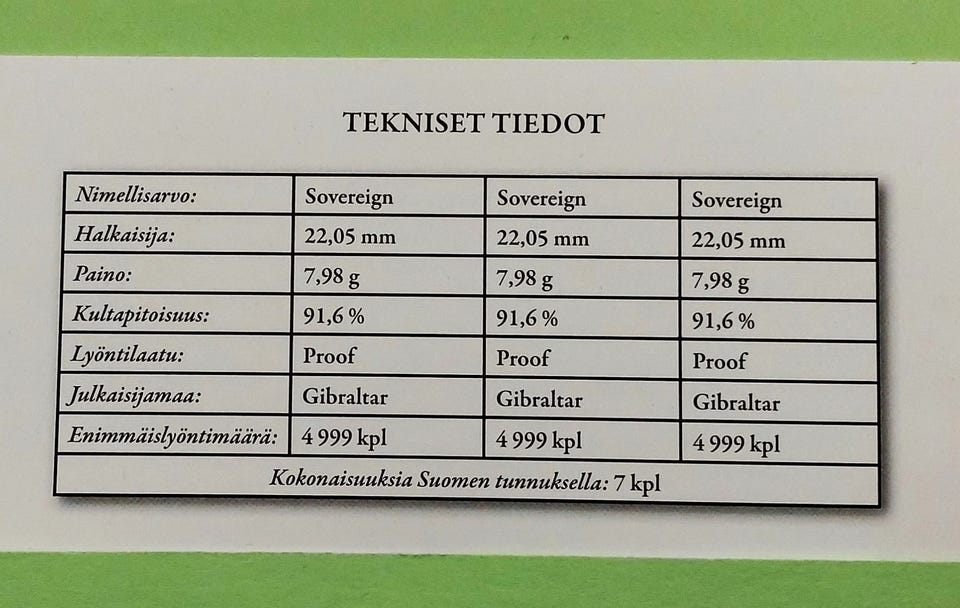 TEKNISET TIEDOT
Nimellisarvo: Sovereign Sovereign Sovereign
Halkaisija: 22,05 mm 22,05 mm 22,05 mm
Paino: 7,98 g 7,98 g 7,98 g
Kultapitoisuus: 91,6 % 91,6 % 91,6 %
Lyöntilaatu: Proof Proof Proof
Julkaisijamaa: Gibraltar Gibraltar Gibraltar
Enimmäislyöntimäärä: 4 999 kpl 4 999 kpl 4 999 kpl
Kokonaisuuksia Suomen tunnuksella: 7 kpl